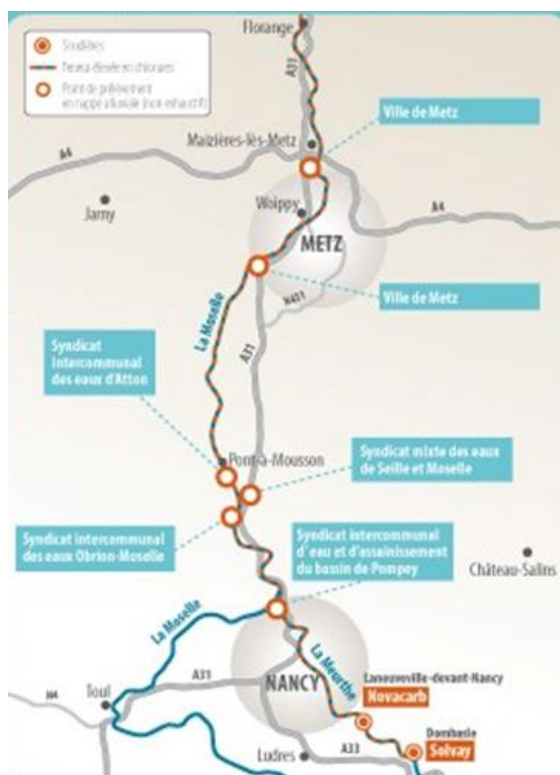 Florange
Soudières
Teneur élevée en chlorures
Point de prélèvement
en nappe alluviale (non-exhaustif)
A31
Ville de Metz
Maizières-lès-Metz
A4
Jarny
Woippy
A4
METZ
Ville de Metz
N431
La Moselle
A31
Syndicat
Intercommunal
des eaux d'Atton
Pont-à-Mousson
Syndicat mixte des eaux
de Seille et Moselle
Syndicat intercommunal
des eaux Obrion-Moselle
Syndicat intercommunal
d'eau et d'assainissement
du bassin de Pompey
Château-Salins
La Moselle
La Meurthe
NANCY
A31
Laneuveville-devant-Nancy
Novacarb
N4
Toul
Dombasle
Solvay
Ludres
A33